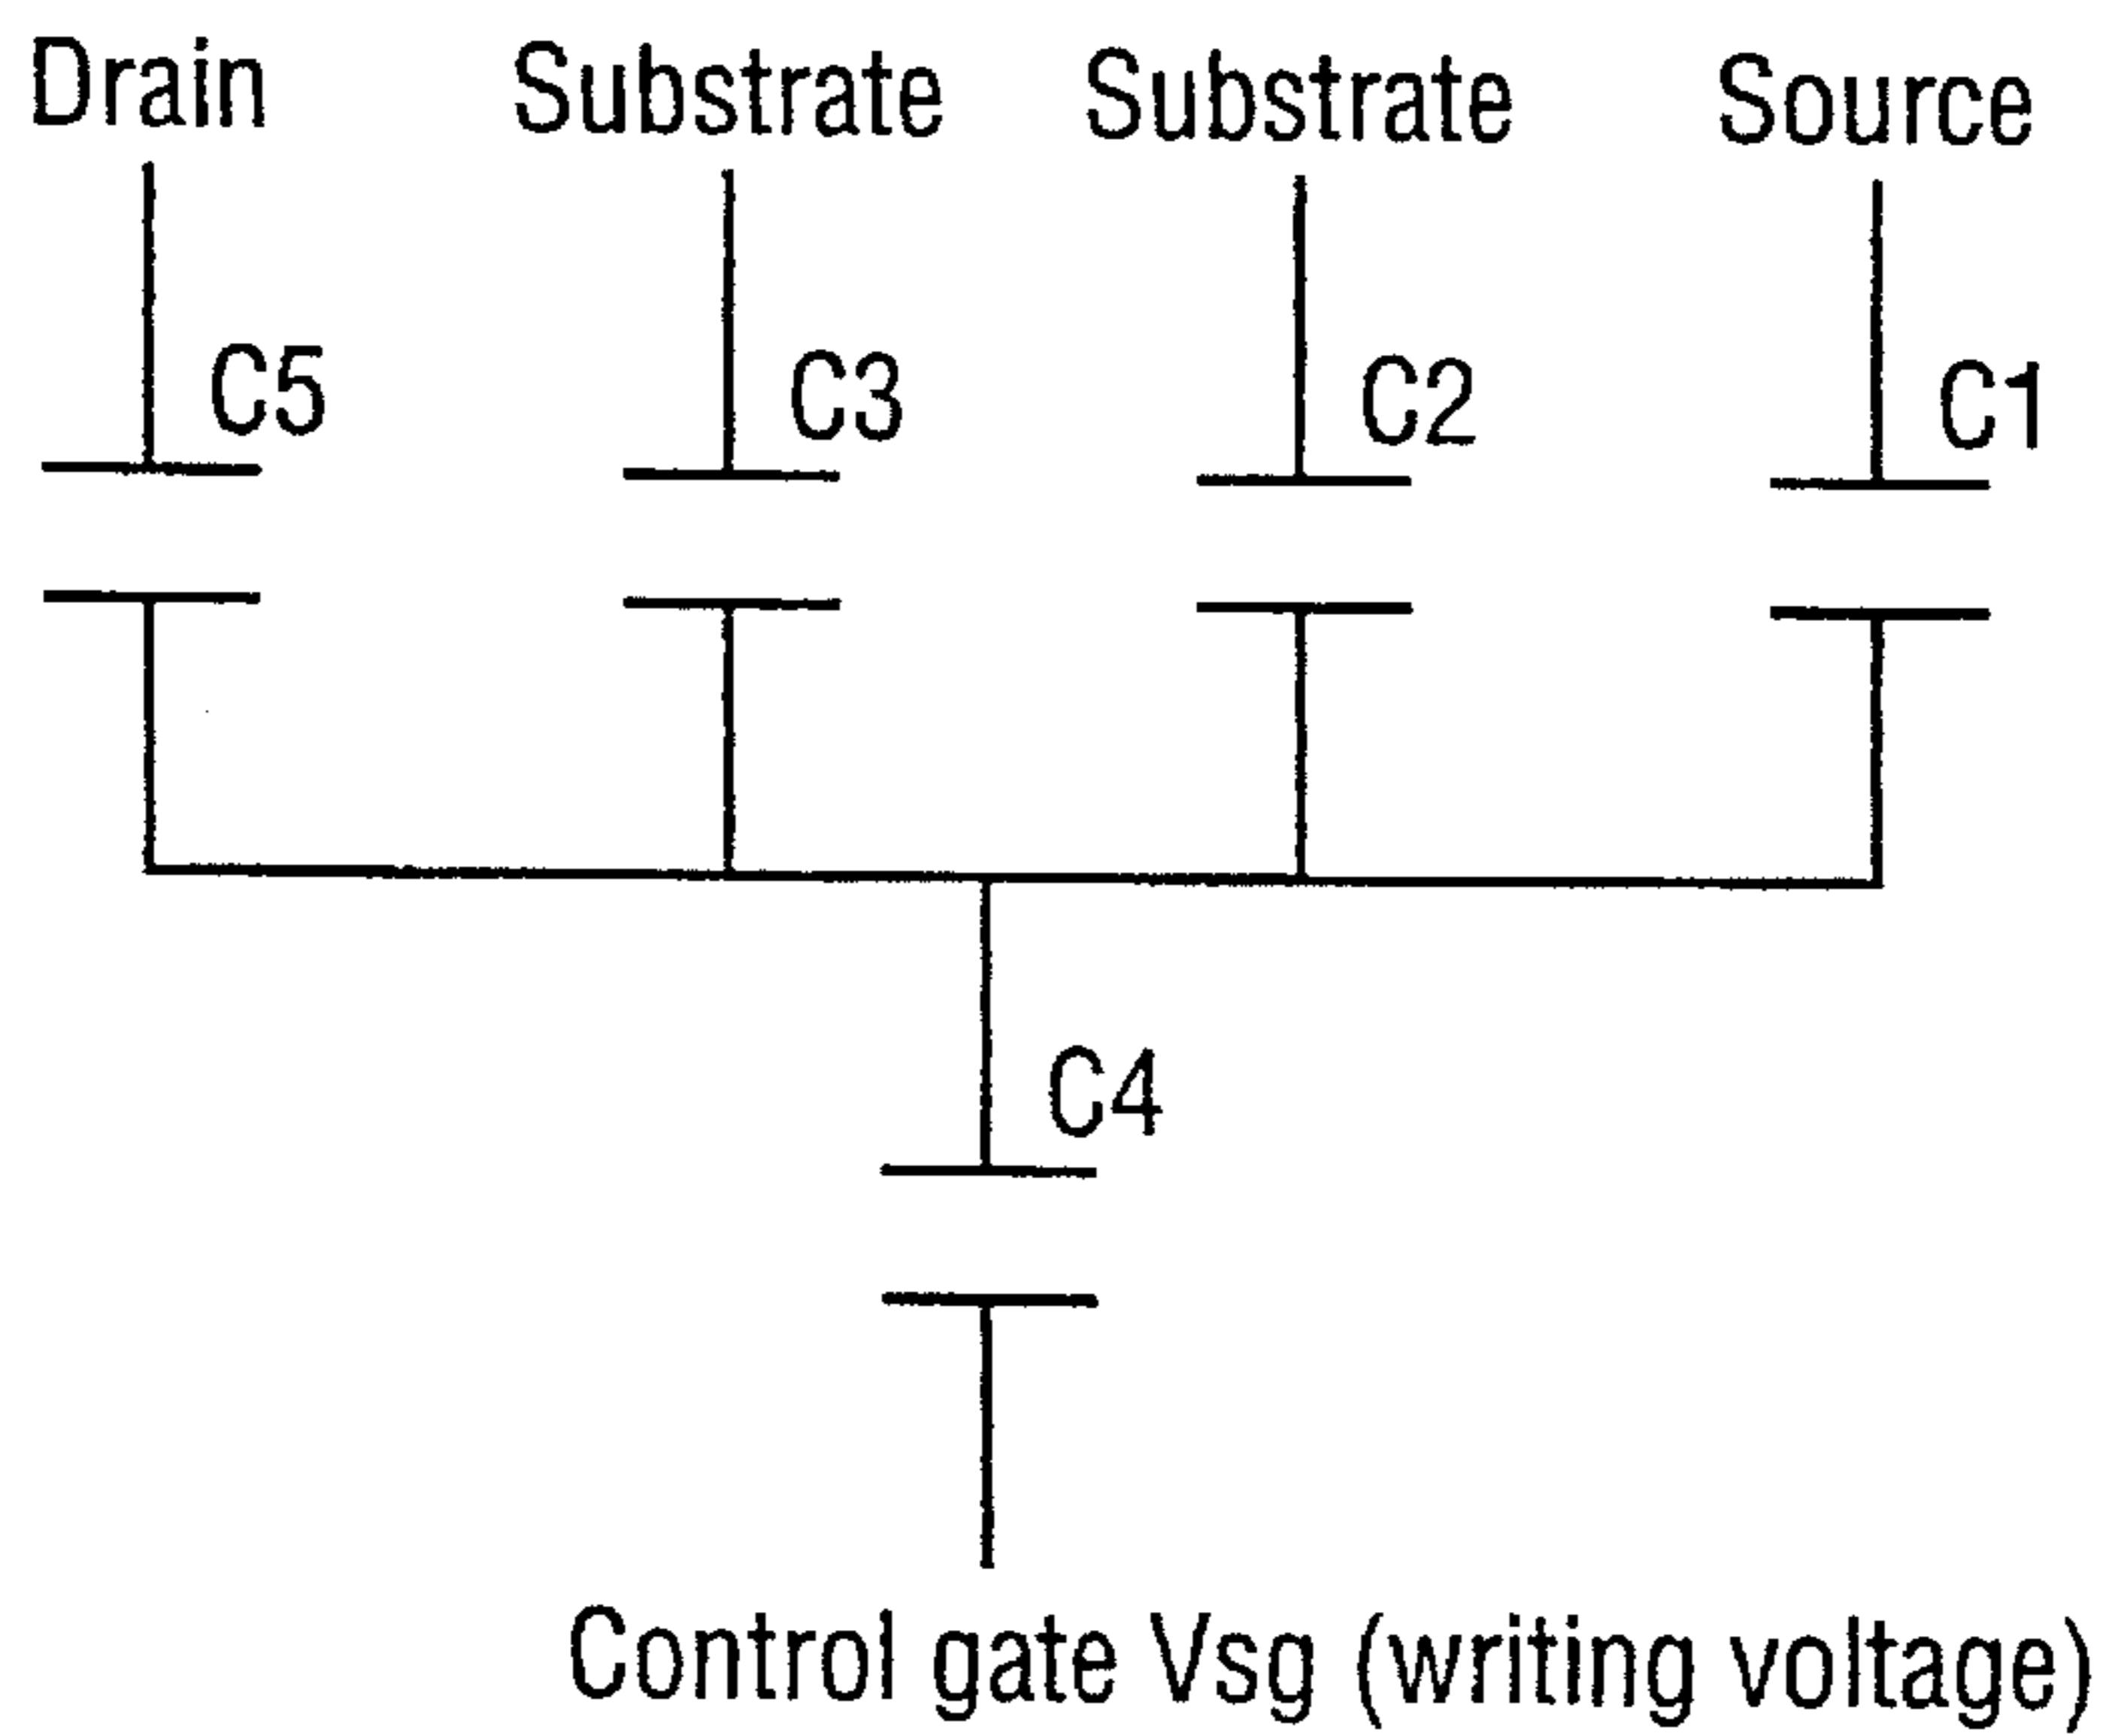 Drain Substrate Substrate Source
C5 C3 C2 C1
C4
Control gate Vsg (writing voltage)